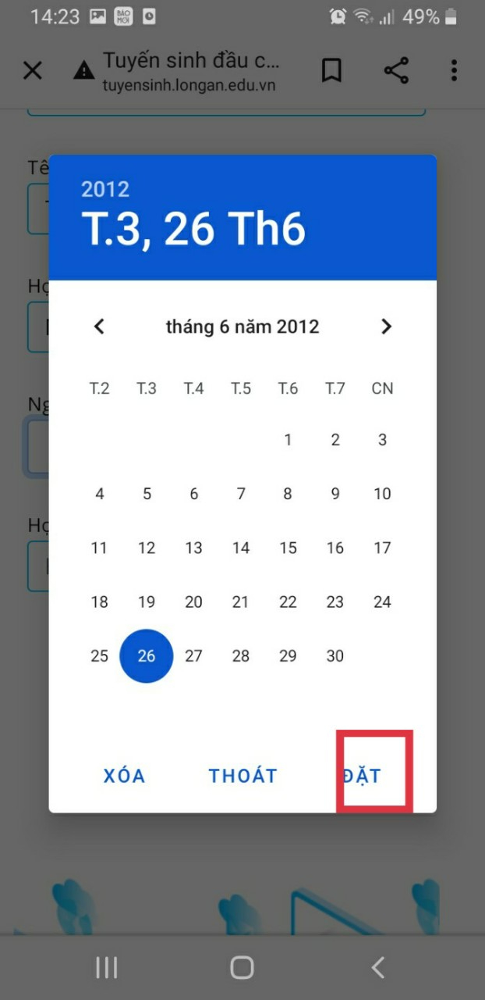 14:23 BÁO MỚI 49%
Tuyến sinh đầu c...
tuyensinh.longan.edu.vn
Tê
2012
T.3, 26 Th6
Họ
tháng 6 năm 2012
T.2 T.3 T.4 T.5 T.6 T.7 CN
Ng
1 2 3
4 5 6 7 8 9 10
Họ
11 12 13 14 15 16 17
18 19 20 21 22 23 24
25 26 27 28 29 30
XÓA THOÁT ĐẶT